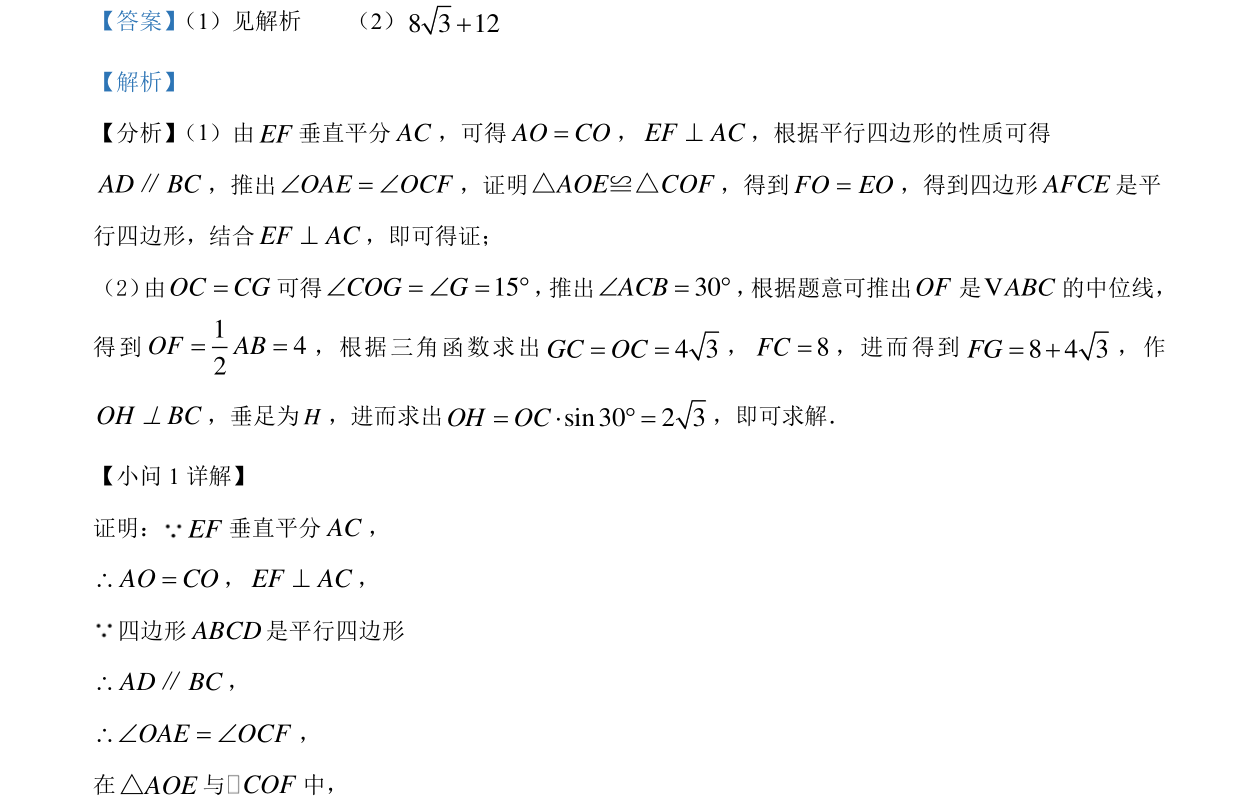 【答案】（1）见解析 （2）8√3+12
【解析】
【分析】（1）由 EF 垂直平分 AC，可得 AO = CO，EF ⊥ AC，根据平行四边形的性质可得
AD // BC，推出∠OAE = ∠OCF，证明△AOE≌△COF，得到 FO = EO，得到四边形 AFCE 是平
行四边形，结合 EF ⊥ AC，即可得证；
（2）由 OC = CG 可得∠COG = ∠G = 15°，推出∠ACB = 30°，根据题意可推出 OF 是VABC 的中位线，
得到 OF = 1/2 AB = 4，根据三角函数求出 GC = OC = 4√3，FC = 8，进而得到 FG = 8+4√3，作
OH ⊥ BC，垂足为 H，进而求出 OH = OC·sin30° = 2√3，即可求解．
【小问 1 详解】
证明：∵ EF 垂直平分 AC，
∴ AO = CO，EF ⊥ AC，
∵四边形 ABCD 是平行四边形
∴ AD // BC，
∴∠OAE = ∠OCF，
在 △AOE 与□COF 中，